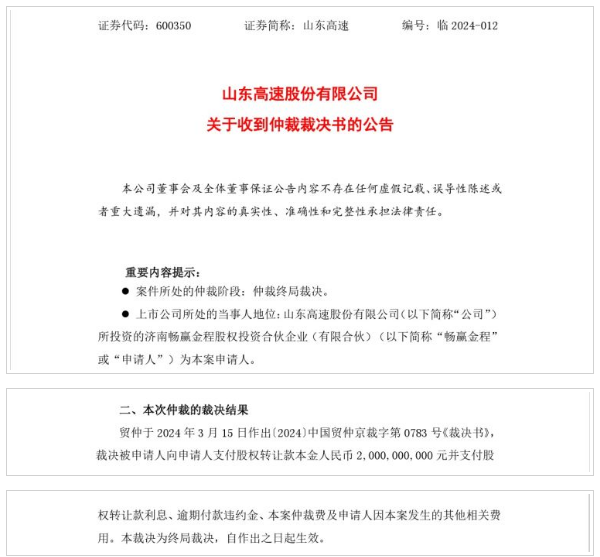 证券代码：600350 证券简称：山东高速 编号：临 2024-012
山东高速股份有限公司
关于收到仲裁裁决书的公告
本公司董事会及全体董事保证公告内容不存在任何虚假记载、误导性陈述或
者重大遗漏，并对其内容的真实性、准确性和完整性承担法律责任。
重要内容提示：
● 案件所处的仲裁阶段：仲裁终局裁决。
● 上市公司所处的当事人地位：山东高速股份有限公司（以下简称“公司”）
所投资的济南畅赢金程股权投资合伙企业（有限合伙）（以下简称“畅赢金程”
或“申请人”）为本案申请人。
二、本次仲裁的裁决结果
贸仲于 2024 年 3 月 15 日作出〔2024〕中国贸仲京裁字第 0783 号《裁决书》，
裁决被申请人向申请人支付股权转让款本金人民币 2,000,000,000 元并支付股
权转让款利息、逾期付款违约金、本案仲裁费及申请人因本案发生的其他相关费
用。本裁决为终局裁决，自作出之日起生效。